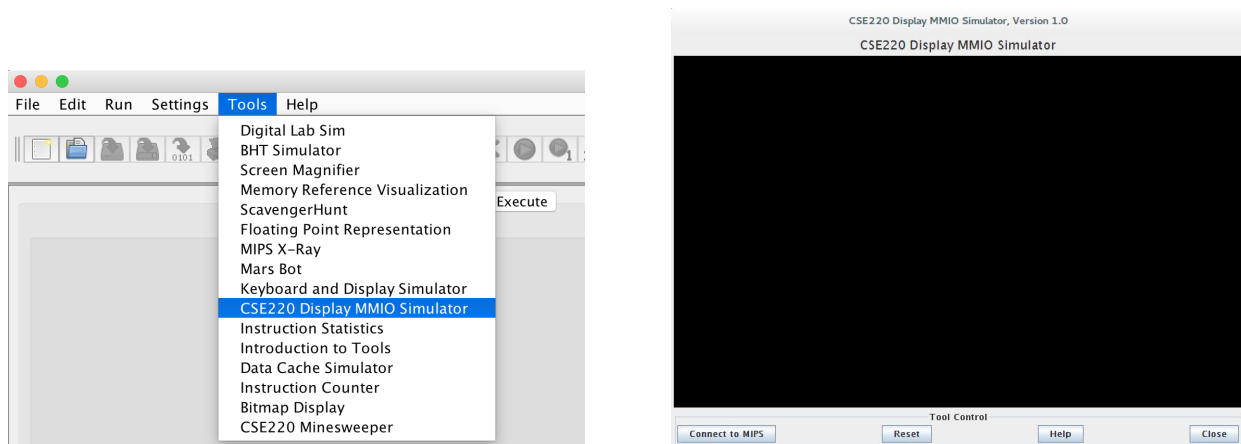 File Edit Run Settings Tools Help
0101
1
Digital Lab Sim
BHT Simulator
Screen Magnifier
Memory Reference Visualization
ScavengerHunt
Floating Point Representation
MIPS X-Ray
Mars Bot
Keyboard and Display Simulator
CSE220 Display MMIO Simulator
Instruction Statistics
Introduction to Tools
Data Cache Simulator
Instruction Counter
Bitmap Display
CSE220 Minesweeper
Execute
CSE220 Display MMIO Simulator, Version 1.0
CSE220 Display MMIO Simulator
Tool Control
Connect to MIPS Reset Help Close